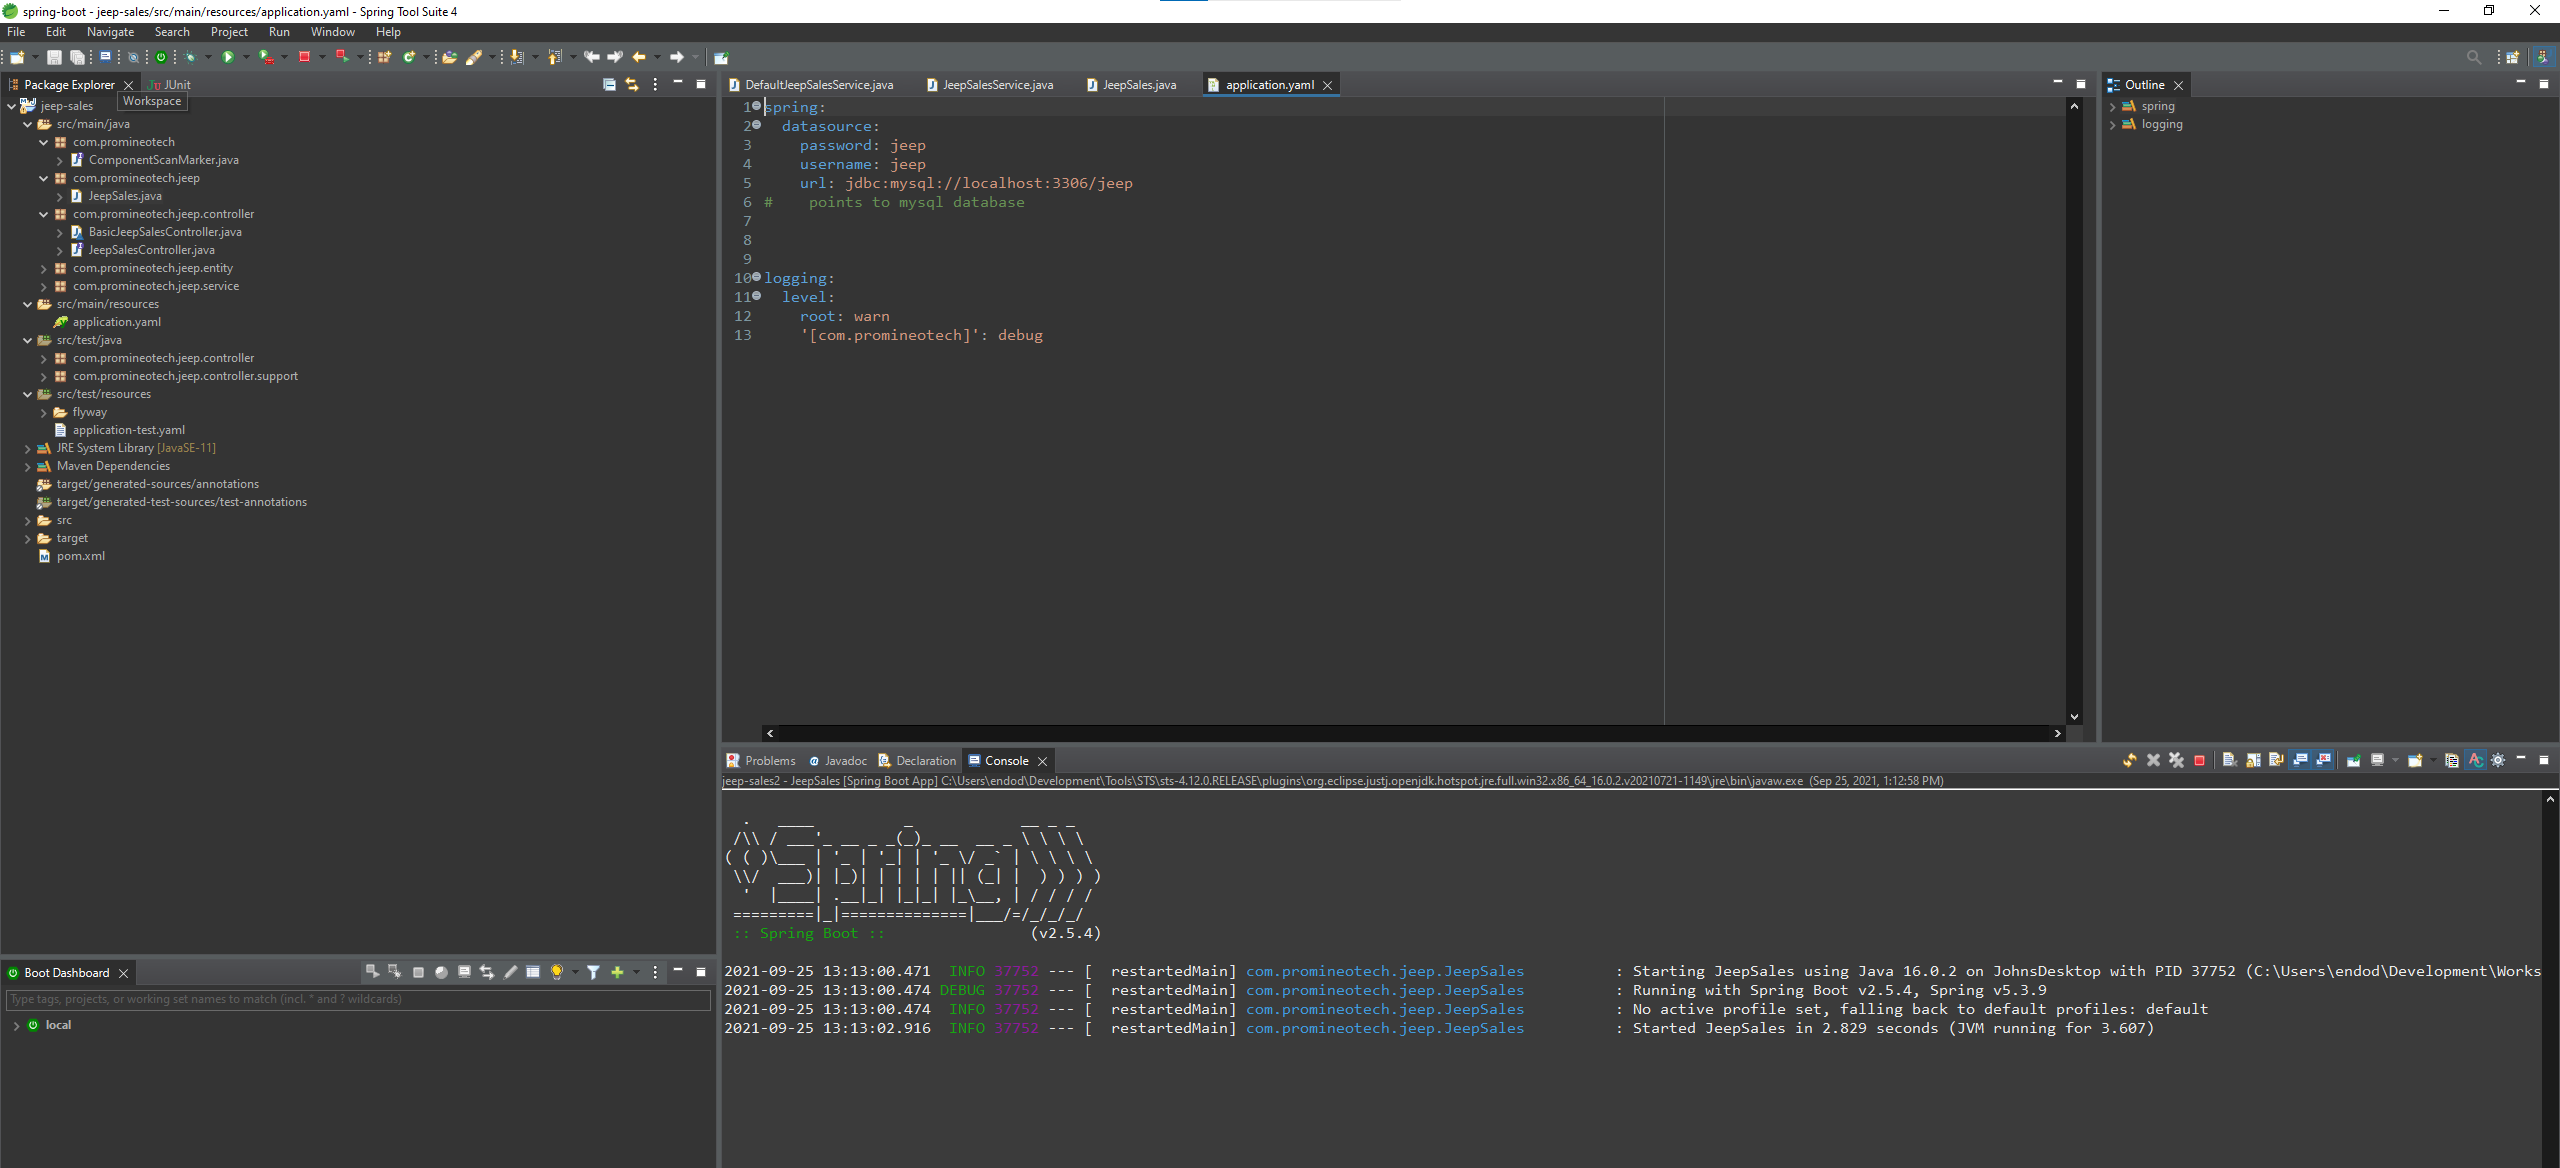 spring-boot - jeep-sales/src/main/resources/application.yaml - Spring Tool Suite 4
File Edit Navigate Search Project Run Window Help
Package Explorer
JUnit
Workspace
jeep-sales
src/main/java
com.promineotech
ComponentScanMarker.java
com.promineotech.jeep
JeepSales.java
com.promineotech.jeep.controller
BasicJeepSalesController.java
JeepSalesController.java
com.promineotech.jeep.entity
com.promineotech.jeep.service
src/main/resources
application.yaml
src/test/java
com.promineotech.jeep.controller
com.promineotech.jeep.controller.support
src/test/resources
flyway
application-test.yaml
JRE System Library [JavaSE-11]
Maven Dependencies
target/generated-sources/annotations
target/generated-test-sources/test-annotations
src
target
pom.xml
Boot Dashboard
Type tags, projects, or working set names to match (incl. * and ? wildcards)
local
DefaultJeepSalesService.java JeepSalesService.java JeepSales.java application.yaml
1 spring:
2   datasource:
3     password: jeep
4     username: jeep
5     url: jdbc:mysql://localhost:3306/jeep
6 #    points to mysql database
7
8
9
10 logging:
11   level:
12     root: warn
13     '[com.promineotech]': debug
Outline
spring
logging
Problems Javadoc Declaration Console
jeep-sales2 - JeepSales [Spring Boot App] C:\Users\endod\Development\Tools\STS\sts-4.12.0.RELEASE\plugins\org.eclipse.justj.openjdk.hotspot.jre.full.win32.x86_64_16.0.2.v20210721-1149\jre\bin\javaw.exe (Sep 25, 2021, 1:12:58 PM)
  .   ____          _            __ _ _
 /\\ / ___'_ __ _ _(_)_ __  __ _ \ \ \ \
( ( )\___ | '_ | '_| | '_ \/ _` | \ \ \ \
 \\/  ___)| |_)| | | | | || (_| |  ) ) ) )
  '  |____| .__|_| |_|_| |_\__, | / / / /
 =========|_|==============|___/=/_/_/_/
 :: Spring Boot ::                (v2.5.4)
2021-09-25 13:13:00.471  INFO 37752 --- [  restartedMain] com.promineotech.jeep.JeepSales          : Starting JeepSales using Java 16.0.2 on JohnsDesktop with PID 37752 (C:\Users\endod\Development\Works
2021-09-25 13:13:00.474 DEBUG 37752 --- [  restartedMain] com.promineotech.jeep.JeepSales          : Running with Spring Boot v2.5.4, Spring v5.3.9
2021-09-25 13:13:00.474  INFO 37752 --- [  restartedMain] com.promineotech.jeep.JeepSales          : No active profile set, falling back to default profiles: default
2021-09-25 13:13:02.916  INFO 37752 --- [  restartedMain] com.promineotech.jeep.JeepSales          : Started JeepSales in 2.829 seconds (JVM running for 3.607)